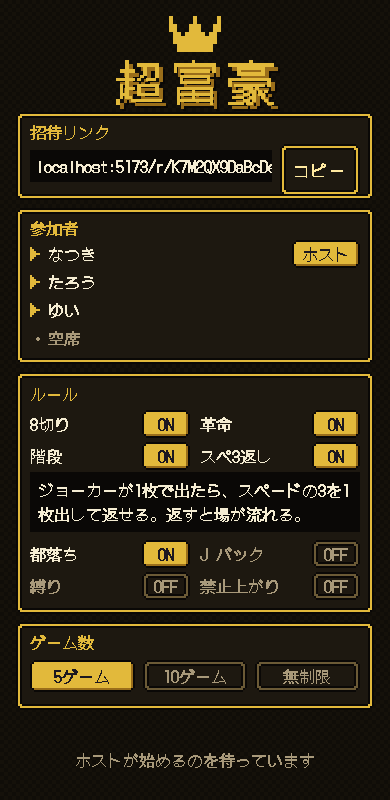 超富豪
招待リンク
localhost:5173/r/K7M2QX9DaBcDe
コピー
参加者
なつき ホスト
たろう
ゆい
・空席
ルール
8切り ON 革命 ON
階段 ON スペ3返し ON
ジョーカーが1枚で出たら、スペードの3を1
枚出して返せる。返すと場が流れる。
都落ち ON J バック OFF
縛り OFF 禁止上がり OFF
ゲーム数
5ゲーム 10ゲーム 無制限
ホストが始めるのを待っています